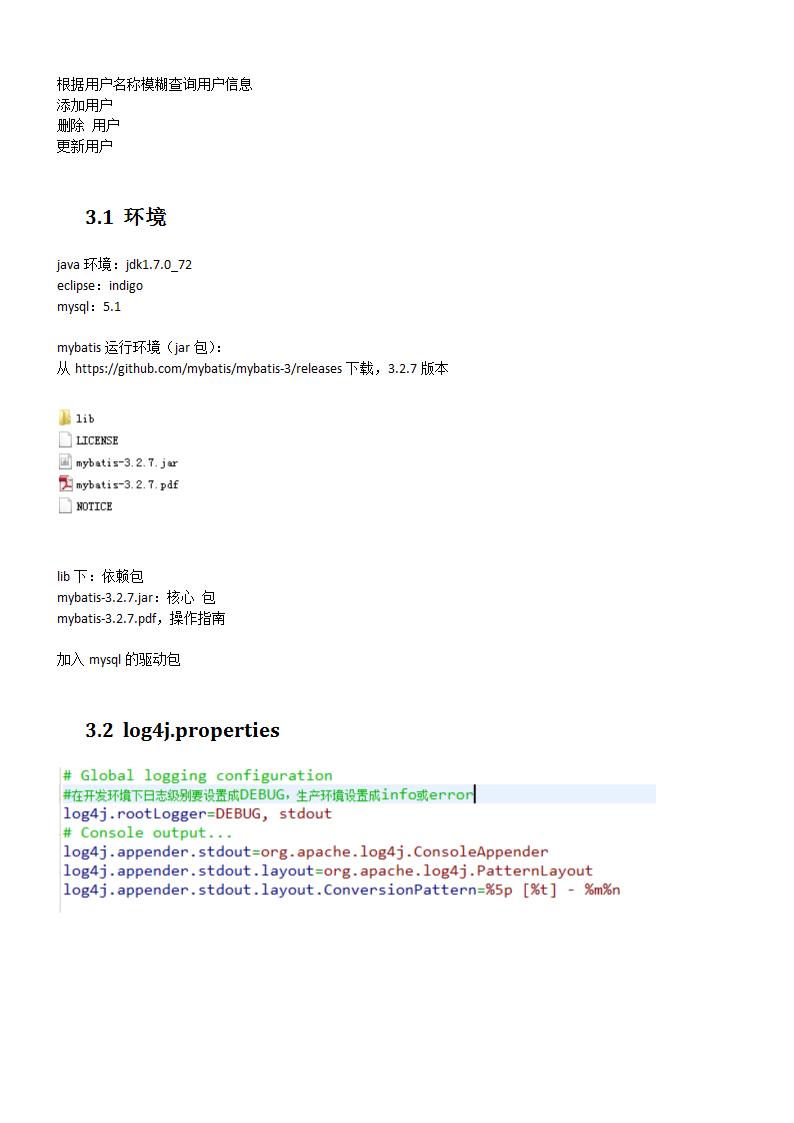 根据用户名称模糊查询用户信息
添加用户
删除 用户
更新用户
3.1 环境
java 环境：jdk1.7.0_72
eclipse：indigo
mysql：5.1
mybatis 运行环境（jar 包）：
从 https://github.com/mybatis/mybatis-3/releases 下载，3.2.7 版本
lib
LICENSE
mybatis-3.2.7.jar
mybatis-3.2.7.pdf
NOTICE
lib 下：依赖包
mybatis-3.2.7.jar：核心 包
mybatis-3.2.7.pdf，操作指南
加入 mysql 的驱动包
3.2 log4j.properties
# Global logging configuration
#在开发环境下日志级别要设置成DEBUG，生产环境设置成info或error
log4j.rootLogger=DEBUG, stdout
# Console output...
log4j.appender.stdout=org.apache.log4j.ConsoleAppender
log4j.appender.stdout.layout=org.apache.log4j.PatternLayout
log4j.appender.stdout.layout.ConversionPattern=%5p [%t] - %m%n